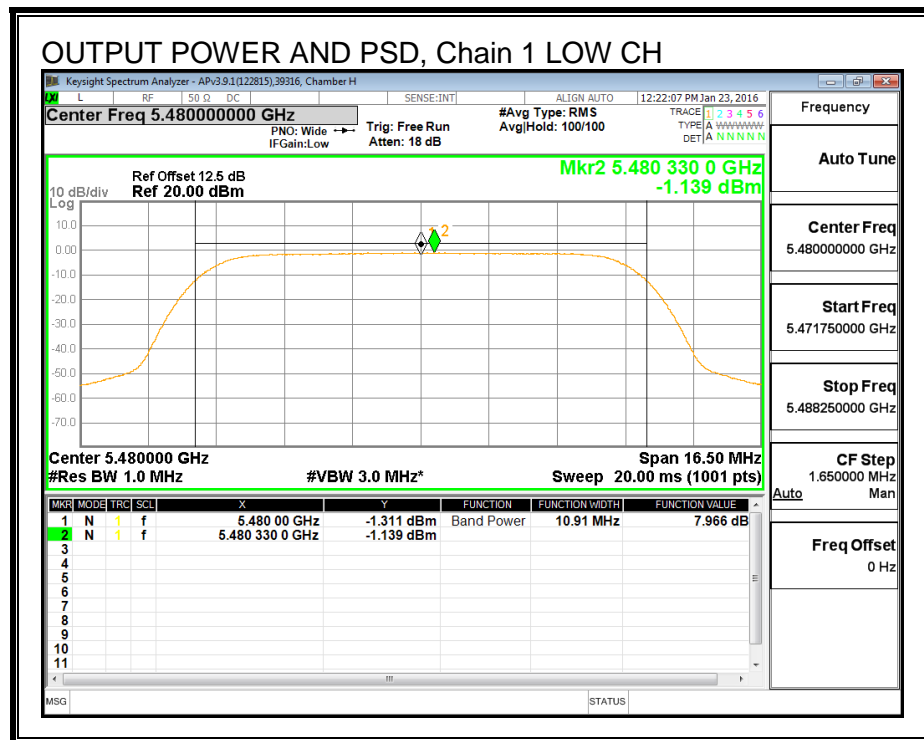 OUTPUT POWER AND PSD, Chain 1 LOW CH
Keysight Spectrum Analyzer - APv3.9.1(122815),39316, Chamber H
LXI L RF 50 Ω DC SENSE:INT ALIGN AUTO 12:22:07 PM Jan 23, 2016
Center Freq 5.480000000 GHz
PNO: Wide
IFGain:Low
Trig: Free Run
Atten: 18 dB
#Avg Type: RMS
Avg|Hold: 100/100
TRACE 1 2 3 4 5 6
TYPE A WWWWW
DET A N N N N N
Frequency
Auto Tune
Center Freq
5.480000000 GHz
Start Freq
5.471750000 GHz
Stop Freq
5.488250000 GHz
CF Step
1.650000 MHz
Auto Man
Freq Offset
0 Hz
Mkr2 5.480 330 0 GHz
-1.139 dBm
Ref Offset 12.5 dB
10 dB/div Ref 20.00 dBm
Log
10.0
0.00
-10.0
-20.0
-30.0
-40.0
-50.0
-60.0
-70.0
1 2
Center 5.480000 GHz Span 16.50 MHz
#Res BW 1.0 MHz #VBW 3.0 MHz* Sweep 20.00 ms (1001 pts)
MKR MODE TRC SCL X Y FUNCTION FUNCTION WIDTH FUNCTION VALUE
1 N 1 f 5.480 00 GHz -1.311 dBm Band Power 10.91 MHz 7.966 dB
2 N 1 f 5.480 330 0 GHz -1.139 dBm
3
4
5
6
7
8
9
10
11
MSG STATUS